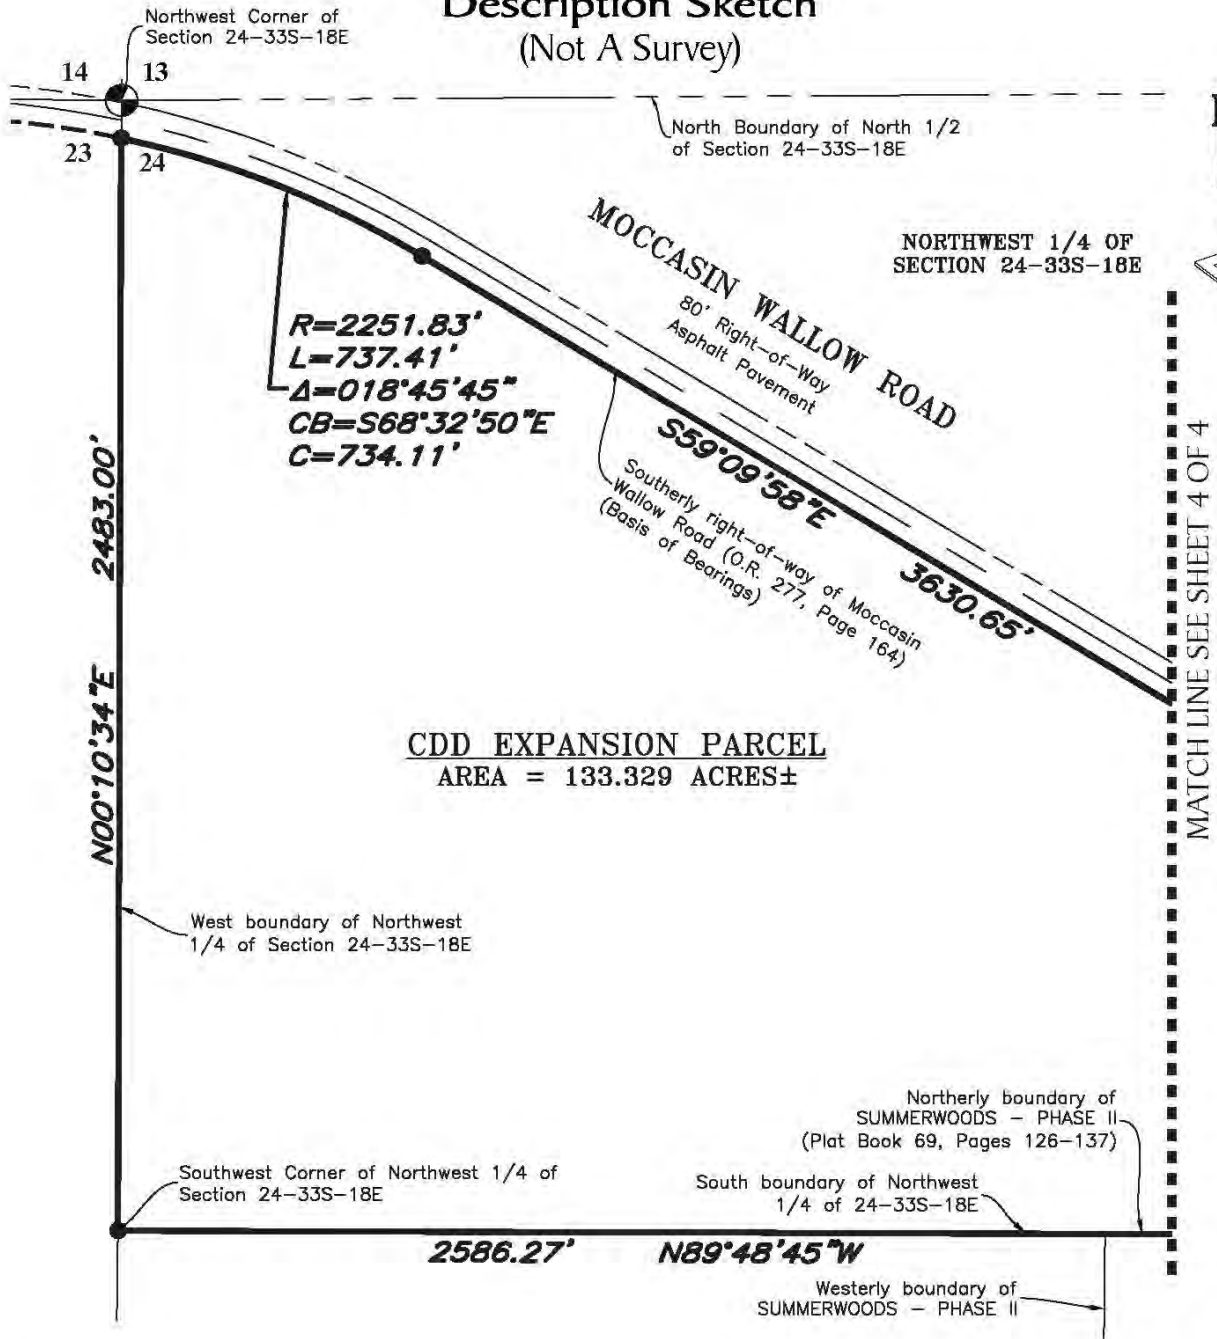 Description Sketch
(Not A Survey)
Northwest Corner of
Section 24-33S-18E
14
13
23
24
North Boundary of North 1/2
of Section 24-33S-18E
MOCCASIN WALLOW ROAD
80' Right-of-Way
Asphalt Pavement
NORTHWEST 1/4 OF
SECTION 24-33S-18E
R=2251.83'
L=737.41'
Δ=018°45'45"
CB=S68°32'50"E
C=734.11'
S59°09'58"E
3630.65'
Southerly right-of-way of Moccasin
Wallow Road (O.R. 277, Page 164)
(Basis of Bearings)
N00°10'34"E 2483.00'
MATCH LINE SEE SHEET 4 OF 4
CDD EXPANSION PARCEL
AREA = 133.329 ACRES±
West boundary of Northwest
1/4 of Section 24-33S-18E
Northerly boundary of
SUMMERWOODS - PHASE II
(Plat Book 69, Pages 126-137)
Southwest Corner of Northwest 1/4 of
Section 24-33S-18E
South boundary of Northwest
1/4 of 24-33S-18E
2586.27' N89°48'45"W
Westerly boundary of
SUMMERWOODS - PHASE II